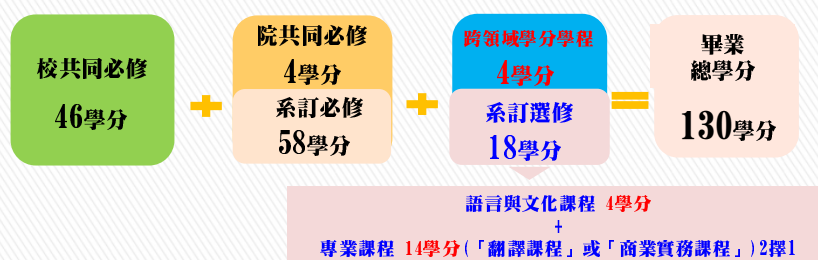 校共同必修
46學分
+
院共同必修
4學分
系訂必修
58學分
+
跨領域學分學程
4學分
系訂選修
18學分
=
畢業
總學分
130學分
語言與文化課程 4學分
+
專業課程 14學分(「翻譯課程」或「商業實務課程」)2擇1